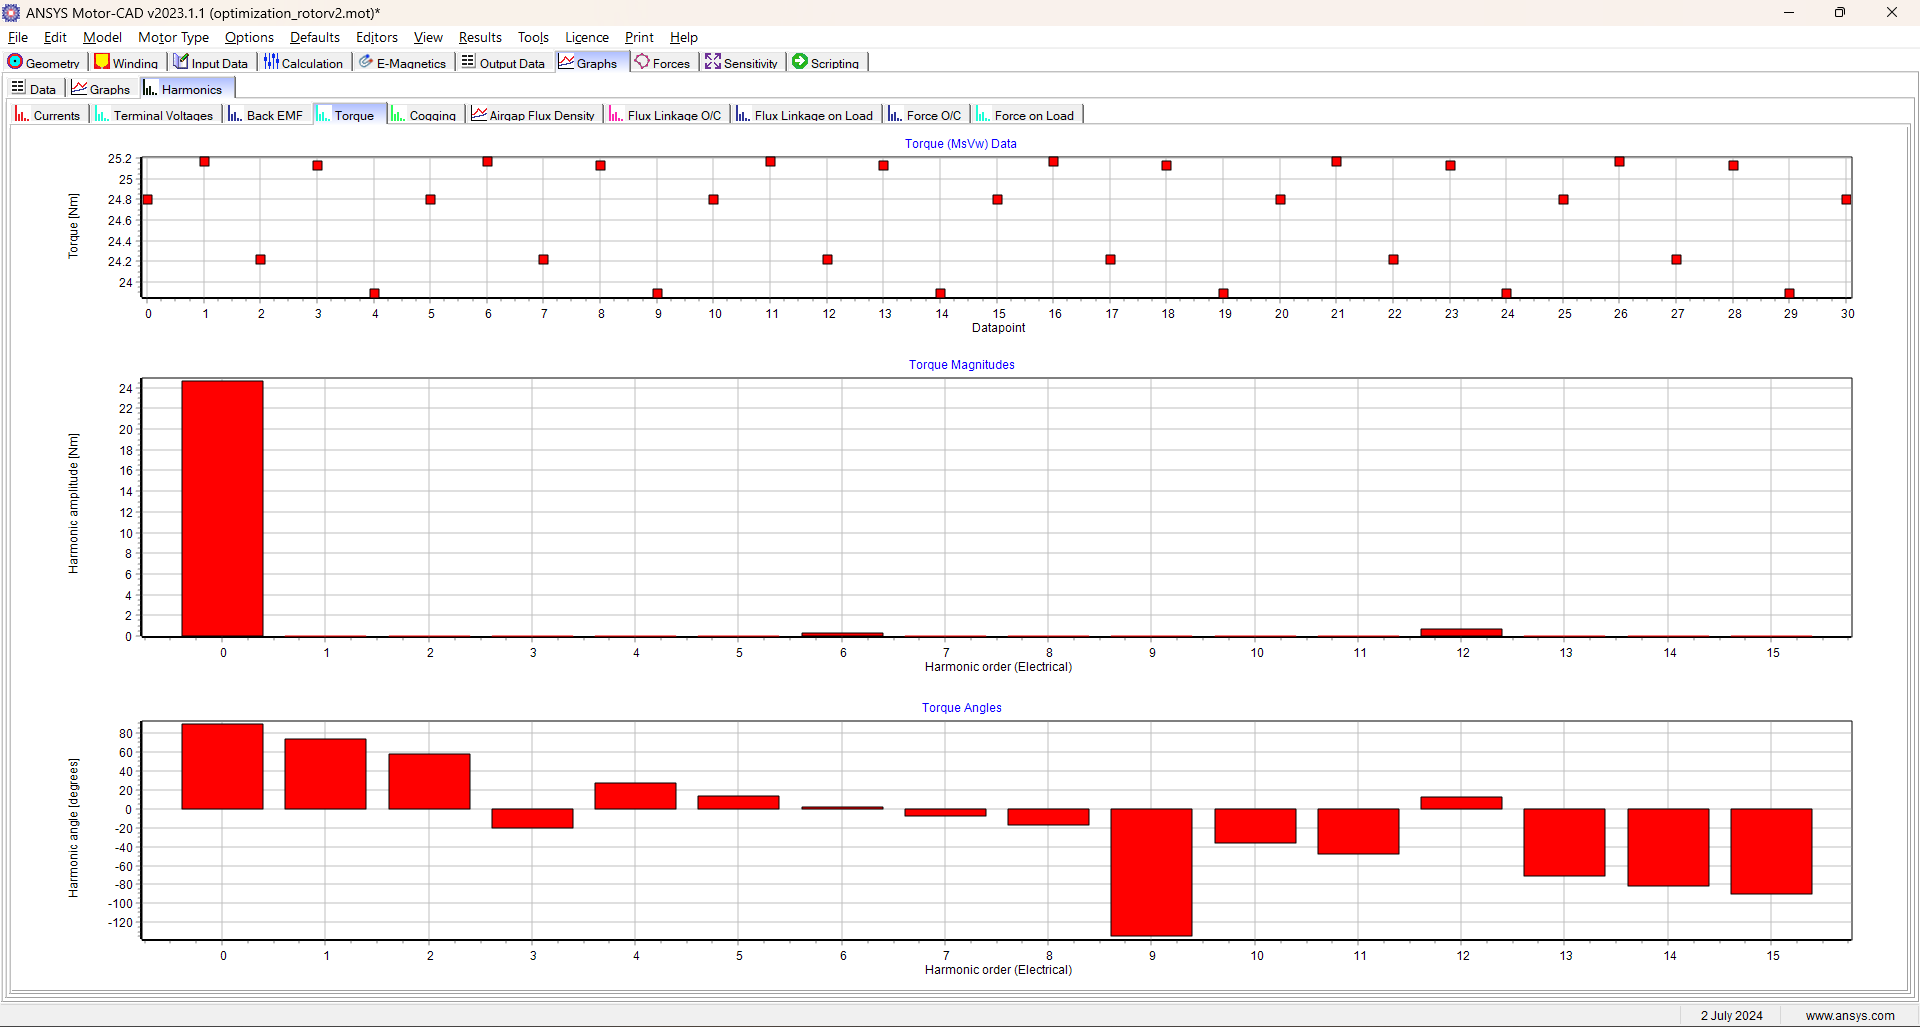 ANSYS Motor-CAD v2023.1.1 (optimization_rotorv2.mot)*
File Edit Model Motor Type Options Defaults Editors View Results Tools Licence Print Help
Geometry Winding Input Data Calculation E-Magnetics Output Data Graphs Forces Sensitivity Scripting
Data Graphs Harmonics
Currents Terminal Voltages Back EMF Torque Cogging Airgap Flux Density Flux Linkage O/C Flux Linkage on Load Force O/C Force on Load
Torque (MsVw) Data
Torque [Nm]
25.2
25
24.8
24.6
24.4
24.2
24
0 1 2 3 4 5 6 7 8 9 10 11 12 13 14 15 16 17 18 19 20 21 22 23 24 25 26 27 28 29 30
Datapoint
Torque Magnitudes
Harmonic amplitude [Nm]
24
22
20
18
16
14
12
10
8
6
4
2
0
0 1 2 3 4 5 6 7 8 9 10 11 12 13 14 15
Harmonic order (Electrical)
Torque Angles
Harmonic angle [degrees]
80
60
40
20
0
-20
-40
-60
-80
-100
-120
0 1 2 3 4 5 6 7 8 9 10 11 12 13 14 15
Harmonic order (Electrical)
2 July 2024 www.ansys.com